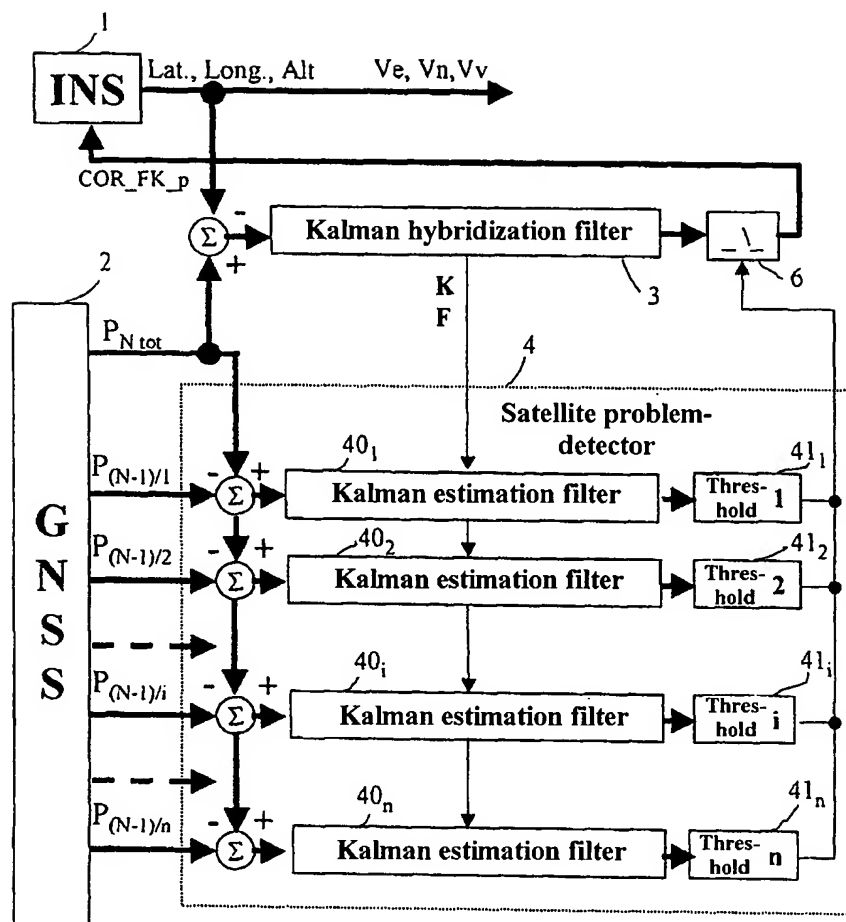 1
INS
Lat., Long., Alt
Ve, Vn,Vv
COR_FK_p
Σ
-
+
Kalman hybridization filter
3
_\_
6
K
F
2
GNSS
P_{N tot}
4
Satellite problem-
detector
P_{(N-1)/1}
-
+
Σ
40_1
Kalman estimation filter
41_1
Thres-
hold 1
P_{(N-1)/2}
-
+
Σ
40_2
Kalman estimation filter
41_2
Thres-
hold 2
P_{(N-1)/i}
-
+
Σ
40_i
Kalman estimation filter
41_i
Thres-
hold i
P_{(N-1)/n}
-
+
Σ
40_n
Kalman estimation filter
41_n
Thres-
hold n